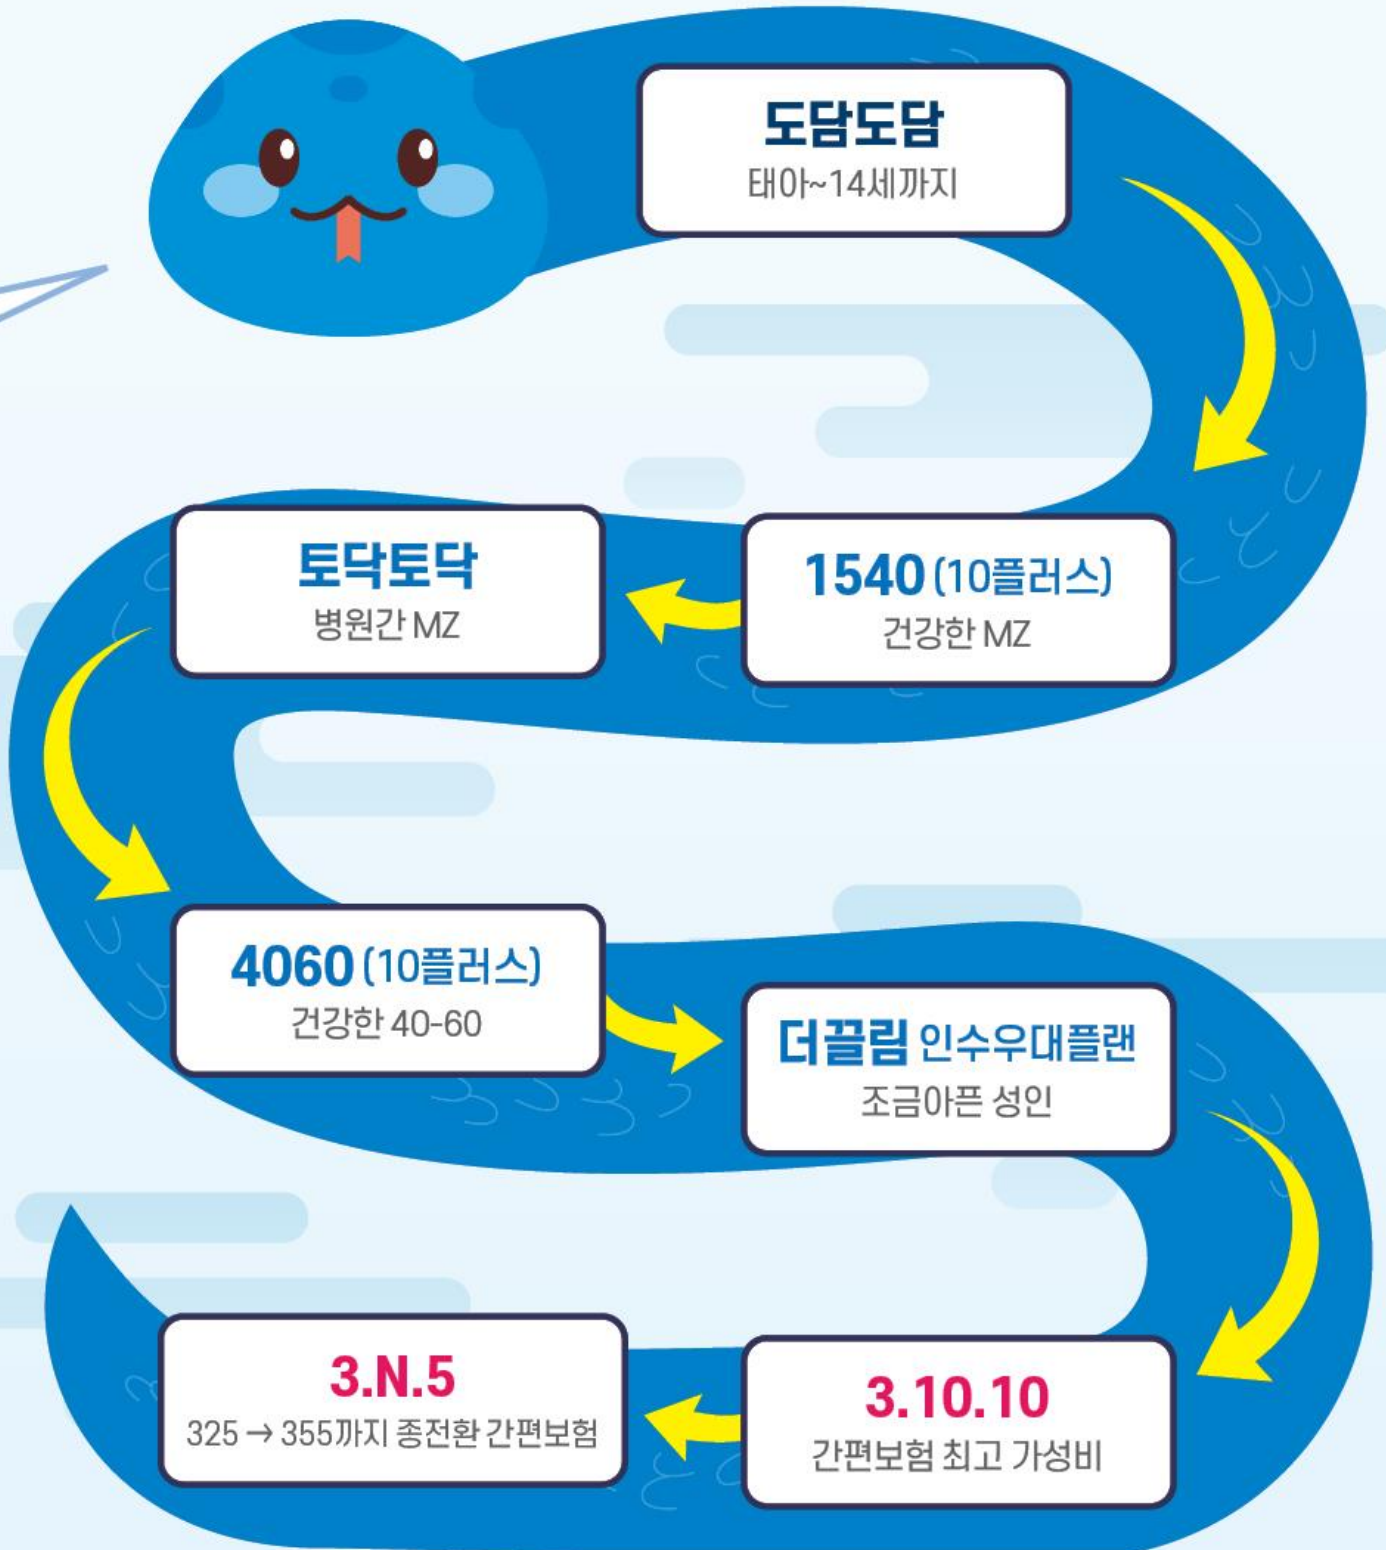 도담도담
태아~14세까지
1540 (10플러스)
건강한 MZ
토닥토닥
병원간 MZ
4060 (10플러스)
건강한 40-60
더끌림 인수우대플랜
조금아픈 성인
3.10.10
간편보험 최고 가성비
3.N.5
325 → 355까지 종전환 간편보험